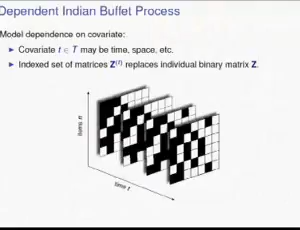 Dependent Indian Buffet Process
Model dependence on covariate:
Covariate t ∈ T may be time, space, etc.
Indexed set of matrices Z(t) replaces individual binary matrix Z.
items n
time t